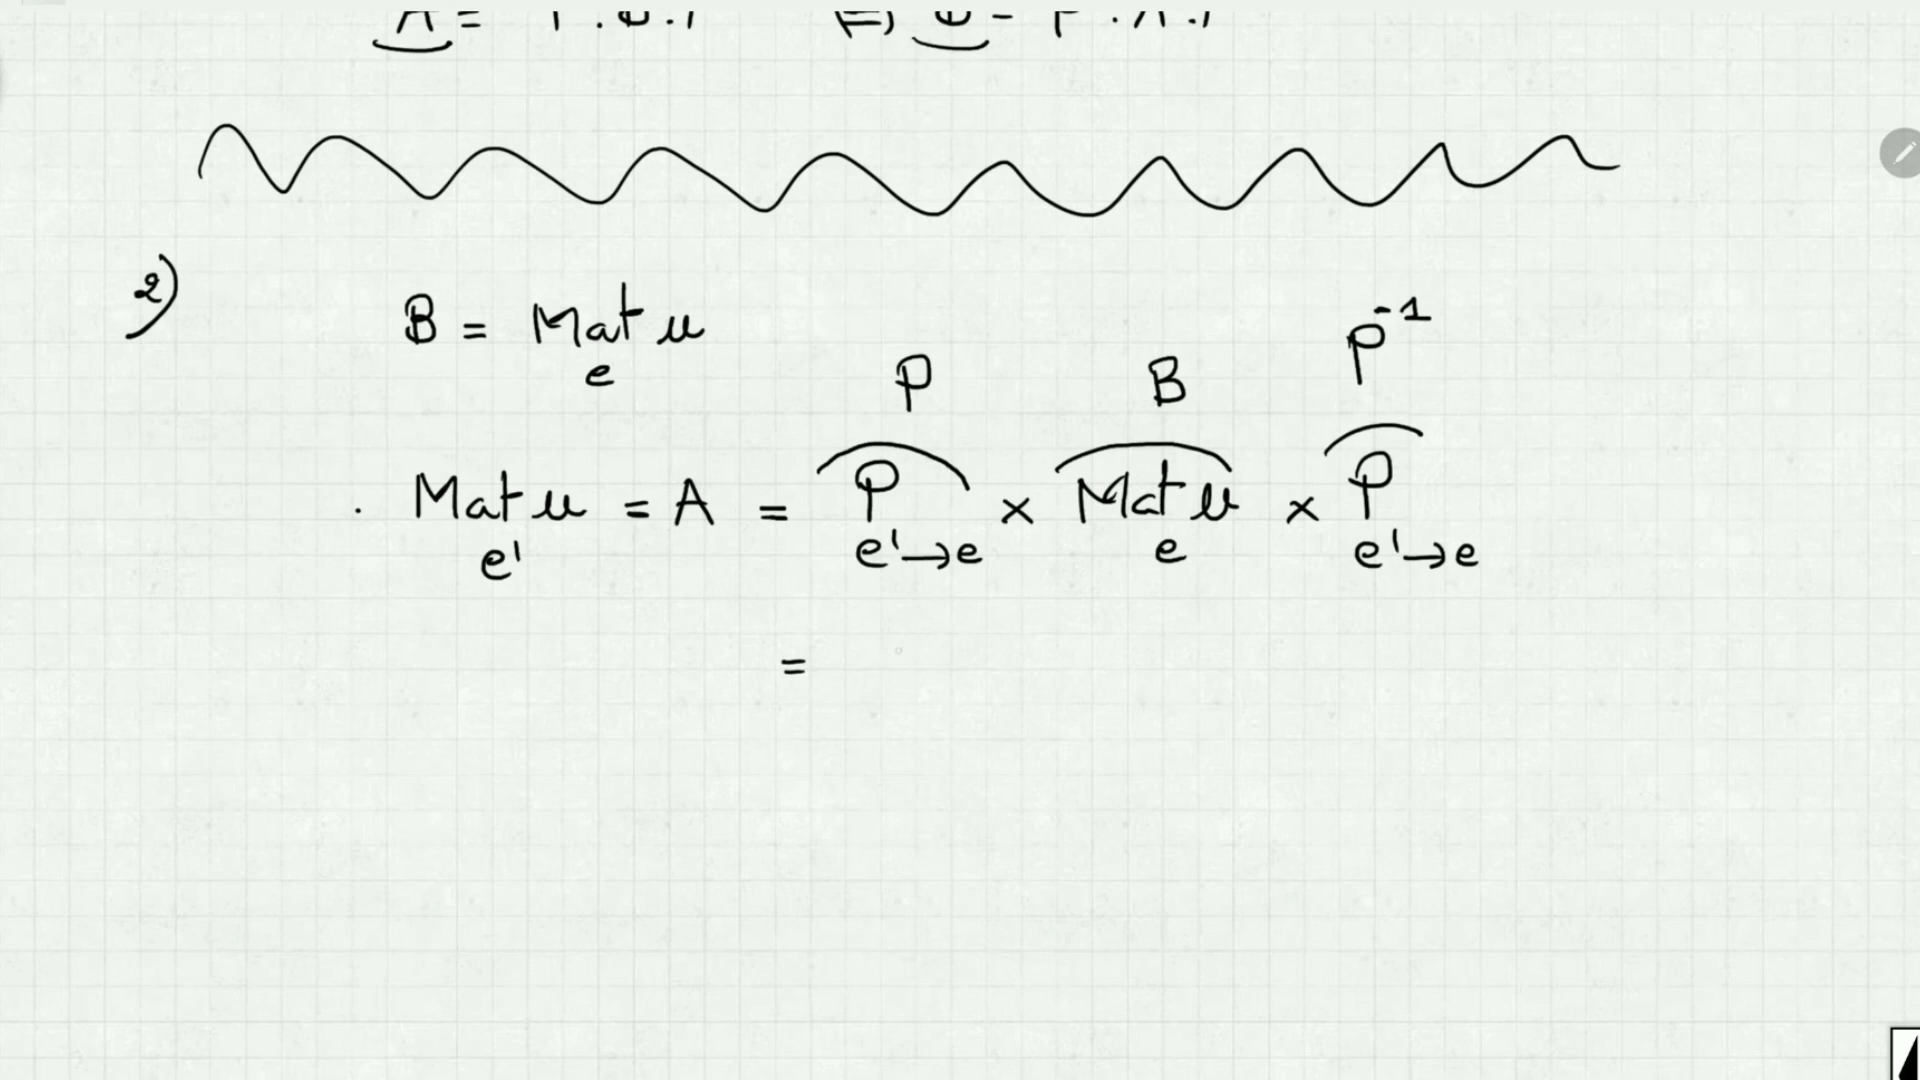 2)
B = Mat u
e
P B P⁻¹
. Mat u = A = P × Mat u × P
e' e'→e e e'→e
=